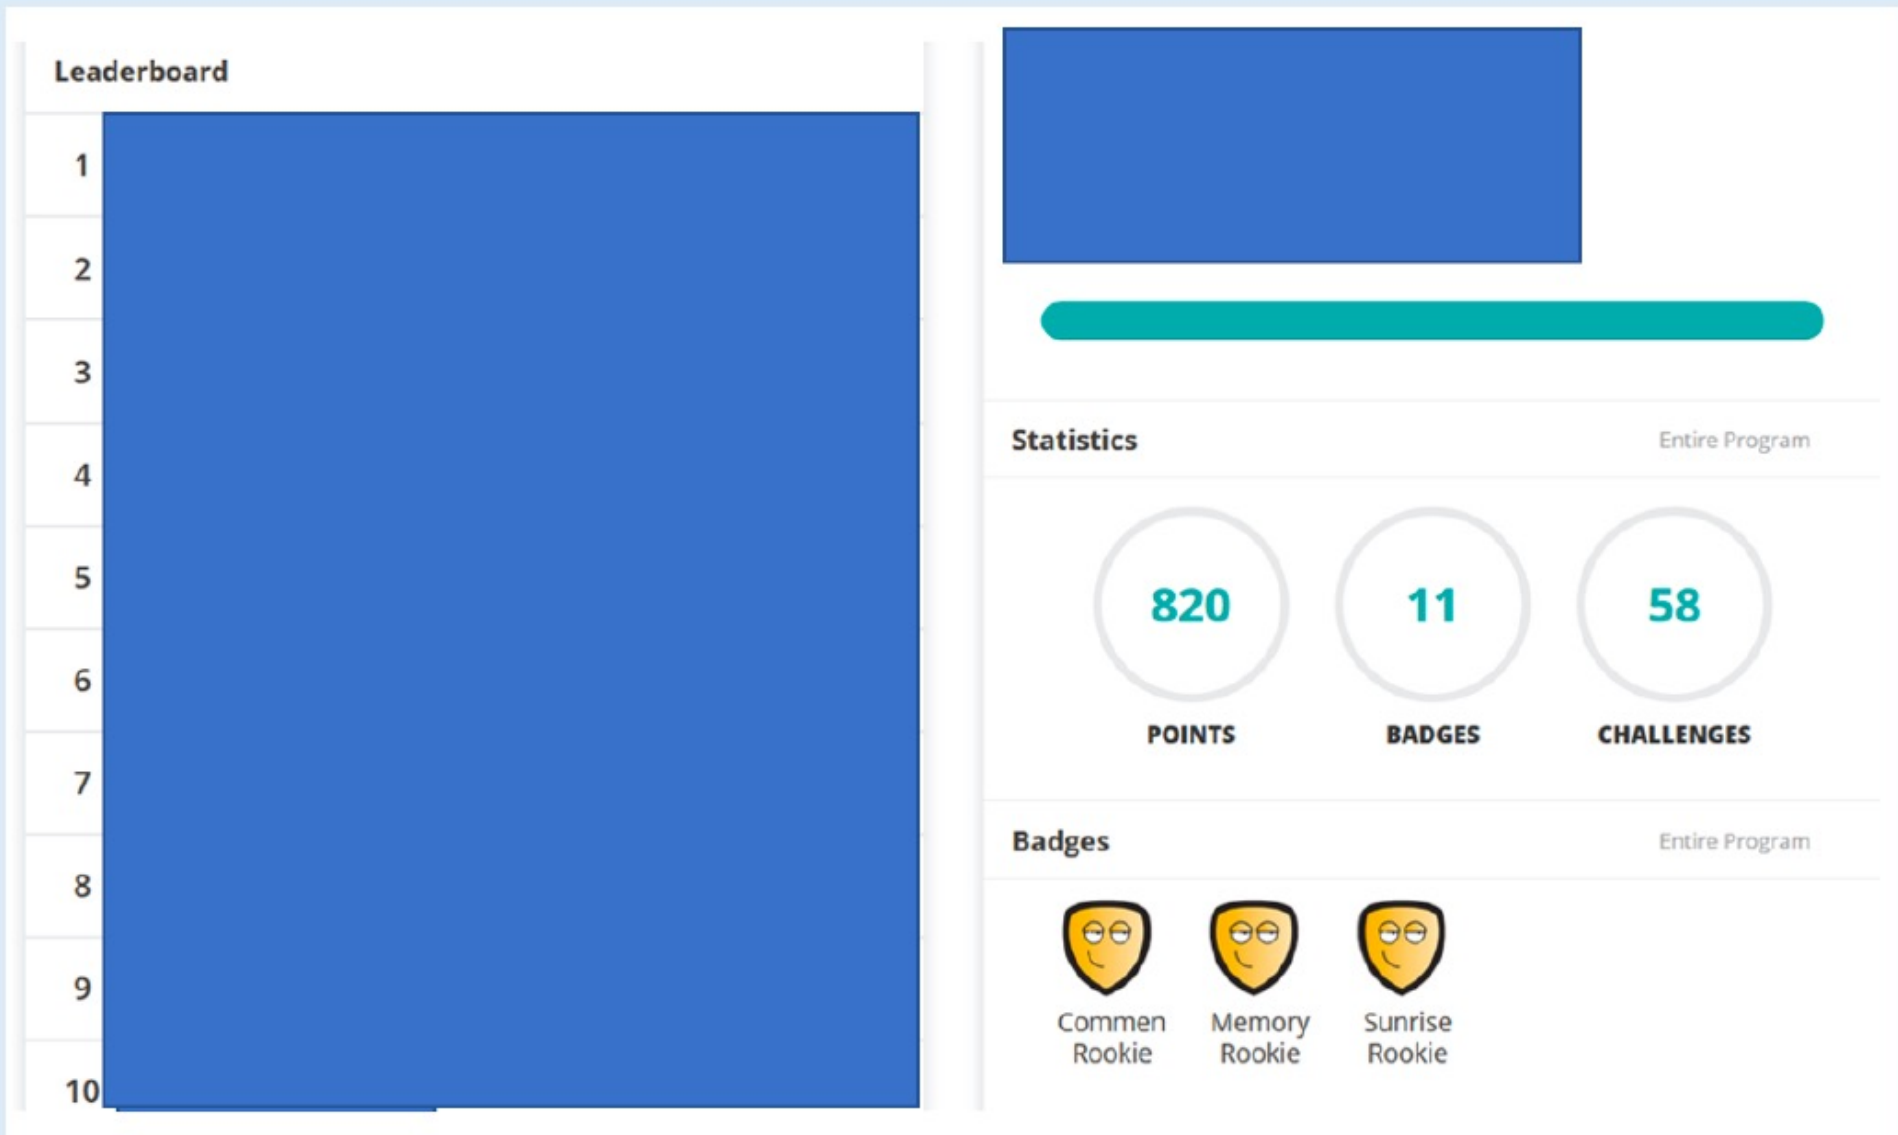 Leaderboard
1
2
3
4
5
6
7
8
9
10
Statistics
Entire Program
820
11
58
POINTS
BADGES
CHALLENGES
Badges
Entire Program
Commen
Rookie
Memory
Rookie
Sunrise
Rookie